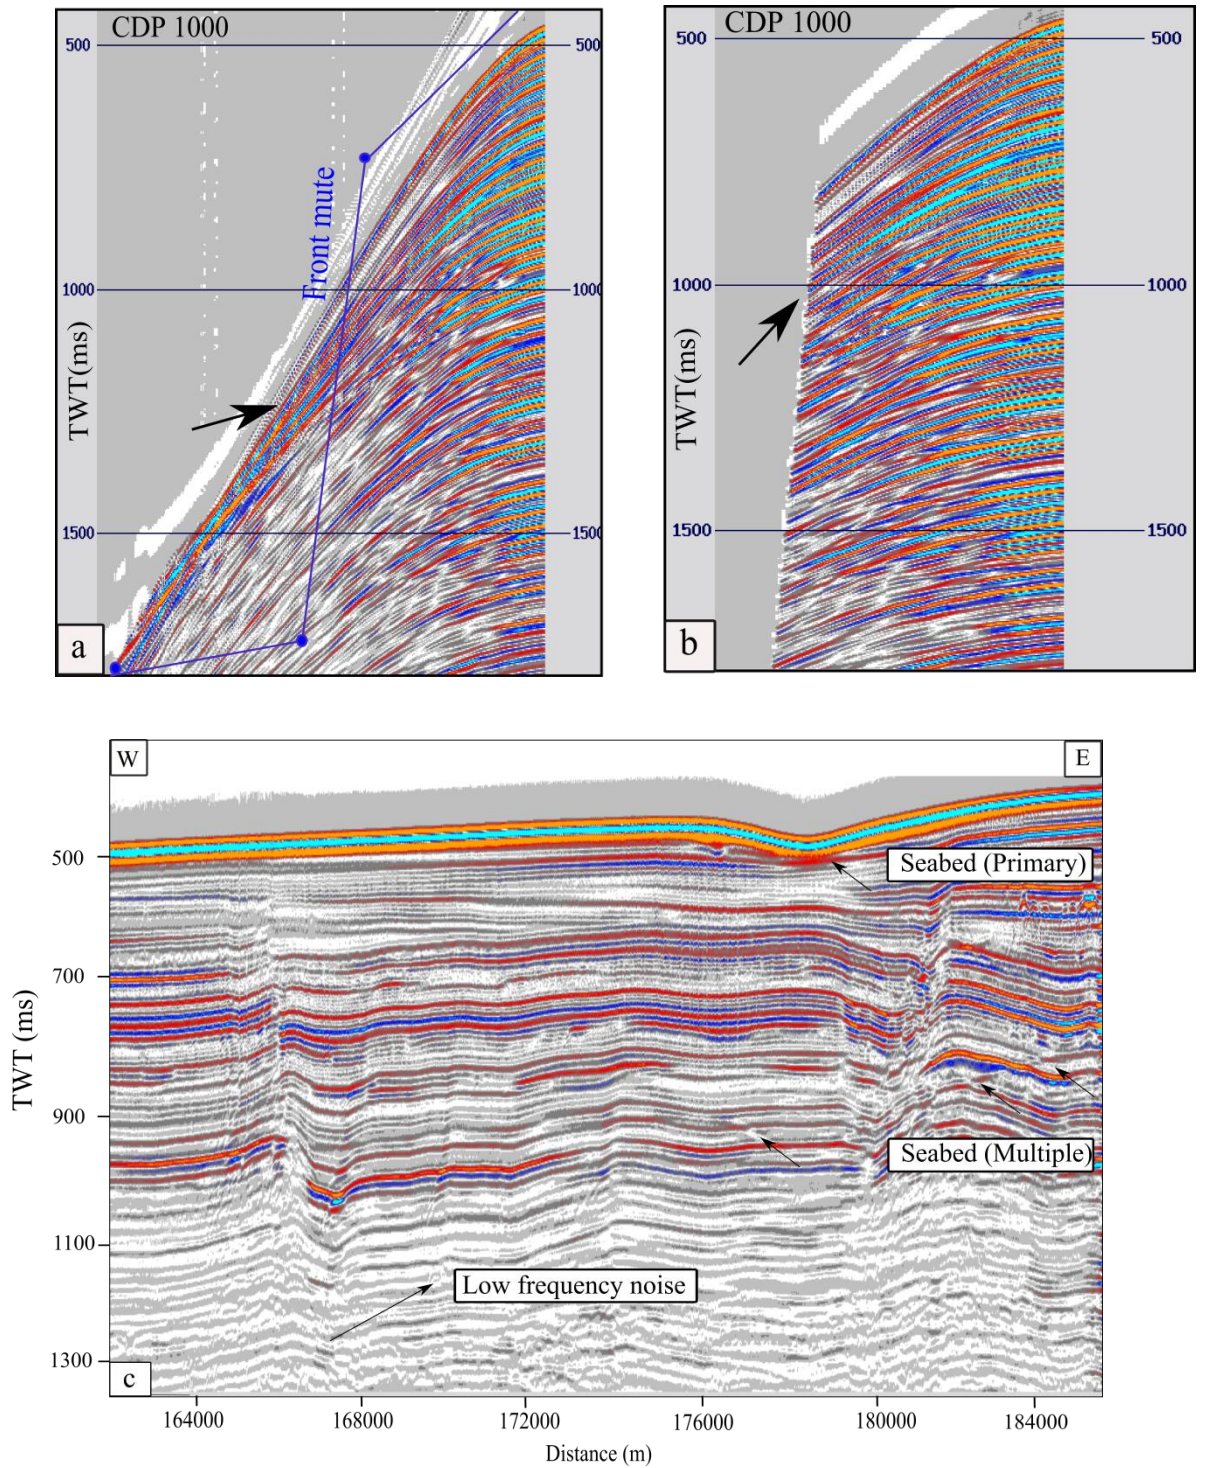 CDP 1000
500
500
Front mute
1000
1000
TWT(ms)
1500
1500
a
CDP 1000
500
500
1000
1000
TWT(ms)
1500
1500
b
W
E
500
Seabed (Primary)
700
TWT (ms)
900
Seabed (Multiple)
1100
Low frequency noise
1300
c
164000
168000
172000
176000
180000
184000
Distance (m)